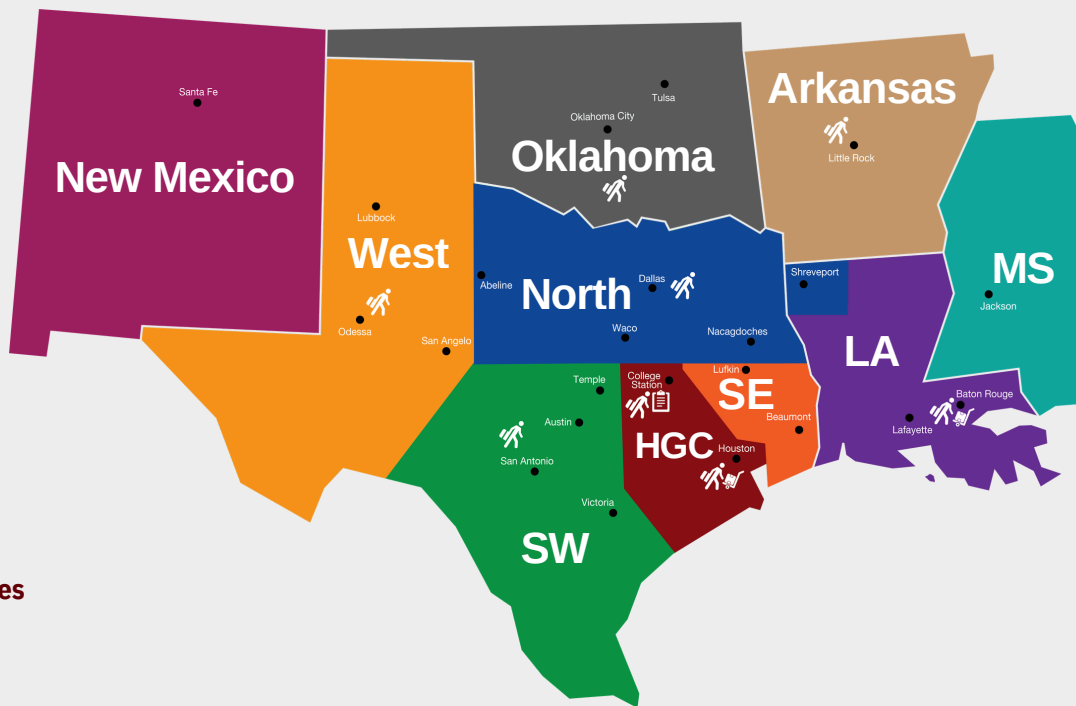 Santa Fe
New Mexico
Tulsa
Oklahoma City
Oklahoma
Arkansas
Little Rock
Lubbock
West
Odessa
San Angelo
Abeline
North
Dallas
Waco
Nacagdoches
Shreveport
MS
Jackson
LA
Baton Rouge
Lafayette
Temple
Austin
San Antonio
Victoria
SW
College
Station
HGC
Houston
Lufkin
SE
Beaumont
es